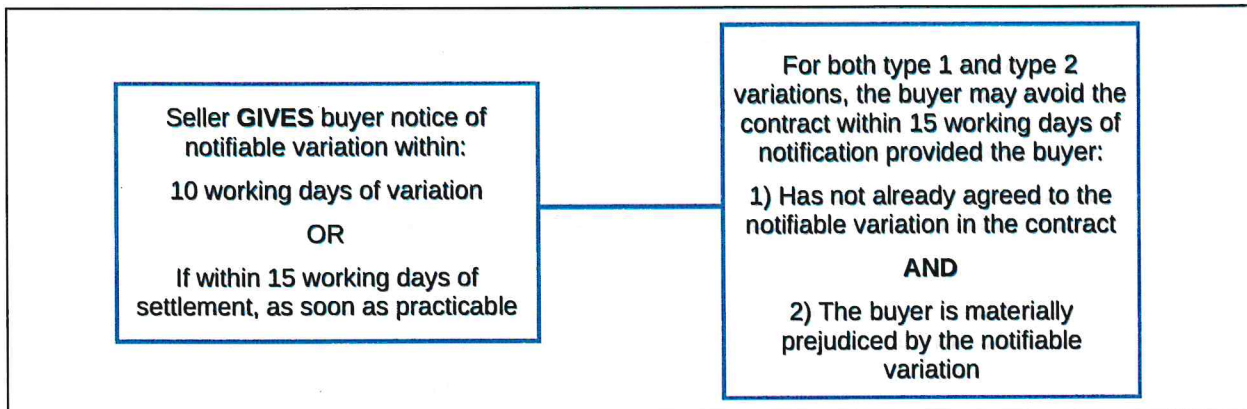 Seller GIVES buyer notice of
notifiable variation within:
10 working days of variation
OR
If within 15 working days of
settlement, as soon as practicable
For both type 1 and type 2
variations, the buyer may avoid the
contract within 15 working days of
notification provided the buyer:
1) Has not already agreed to the
notifiable variation in the contract
AND
2) The buyer is materially
prejudiced by the notifiable
variation